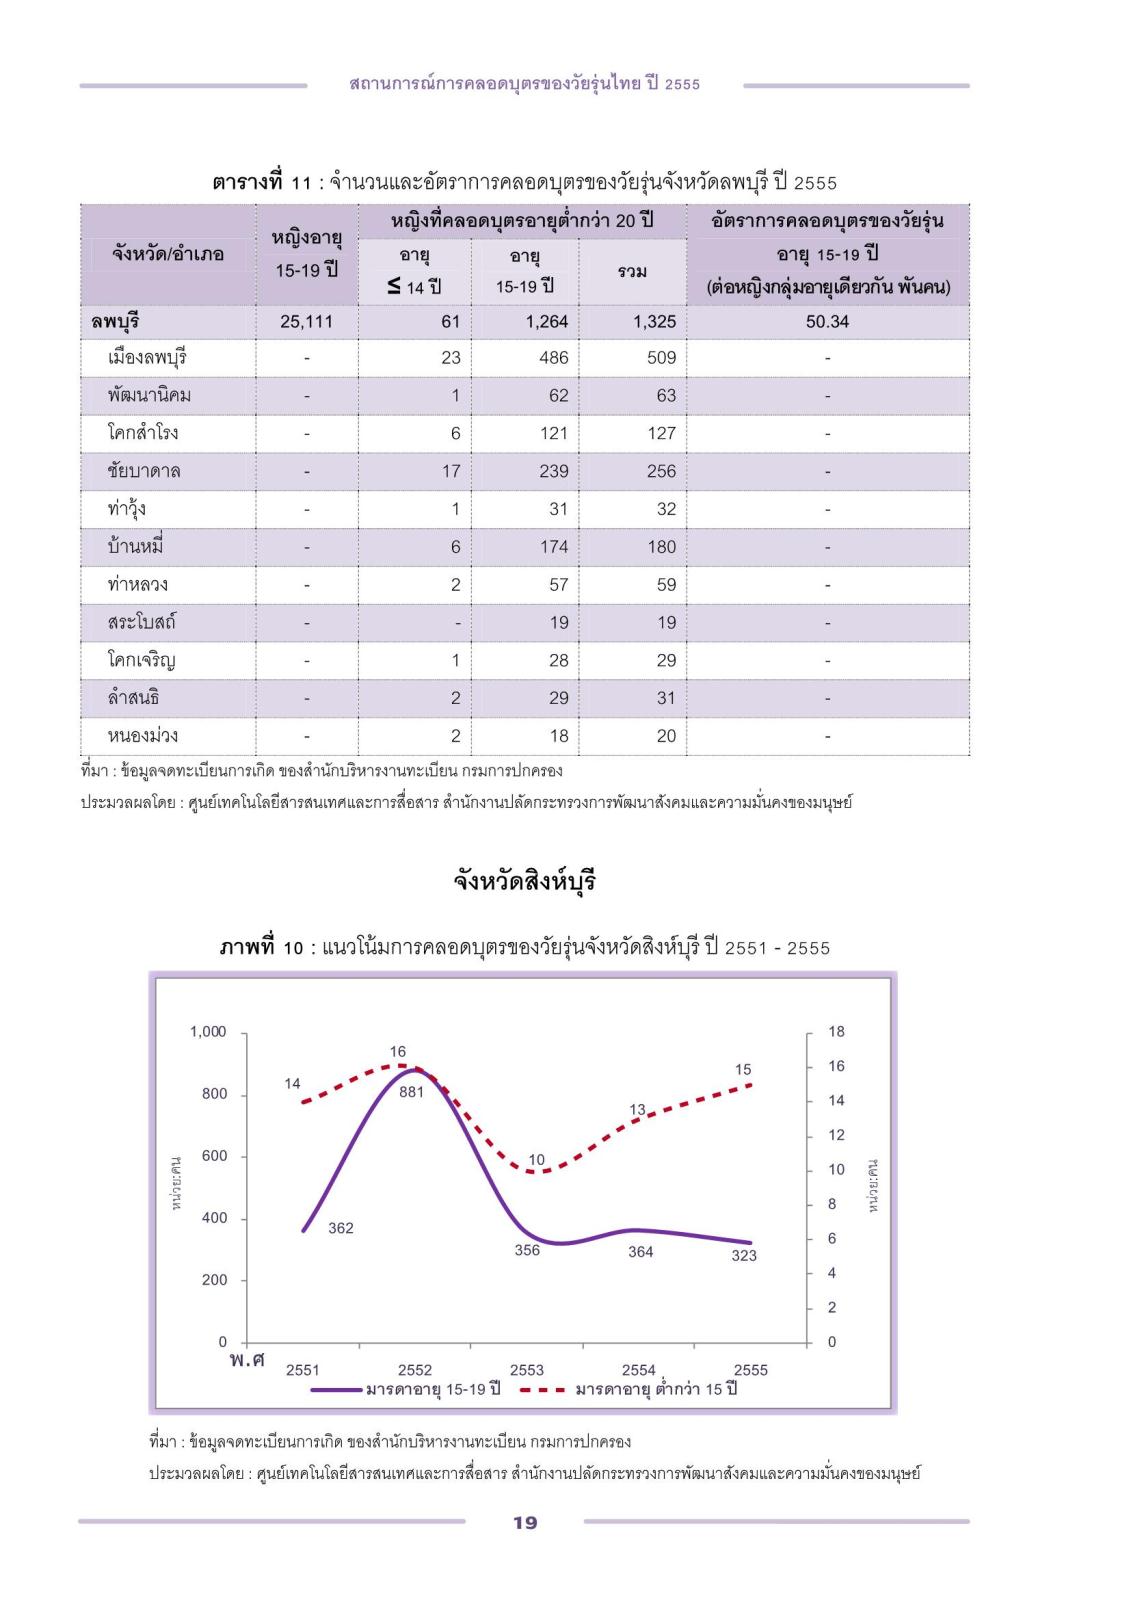 สถานการณ์การคลอดบุตรของวัยรุ่นไทย ปี 2555
ตารางที่ 11 : จำนวนและอัตราการคลอดบุตรของวัยรุ่นจังหวัดลพบุรี ปี 2555
จังหวัด/อำเภอ หญิงอายุ 15-19 ปี หญิงที่คลอดบุตรอายุต่ำกว่า 20 ปี อัตราการคลอดบุตรของวัยรุ่น อายุ 15-19 ปี (ต่อหญิงกลุ่มอายุเดียวกัน พันคน)
อายุ ≤ 14 ปี อายุ 15-19 ปี รวม
ลพบุรี 25,111 61 1,264 1,325 50.34
เมืองลพบุรี - 23 486 509 -
พัฒนานิคม - 1 62 63 -
โคกสำโรง - 6 121 127 -
ชัยบาดาล - 17 239 256 -
ท่าวุ้ง - 1 31 32 -
บ้านหมี่ - 6 174 180 -
ท่าหลวง - 2 57 59 -
สระโบสถ์ - - 19 19 -
โคกเจริญ - 1 28 29 -
ลำสนธิ - 2 29 31 -
หนองม่วง - 2 18 20 -
ที่มา : ข้อมูลจดทะเบียนการเกิด ของสำนักบริหารงานทะเบียน กรมการปกครอง
ประมวลผลโดย : ศูนย์เทคโนโลยีสารสนเทศและการสื่อสาร สำนักงานปลัดกระทรวงการพัฒนาสังคมและความมั่นคงของมนุษย์
จังหวัดสิงห์บุรี
ภาพที่ 10 : แนวโน้มการคลอดบุตรของวัยรุ่นจังหวัดสิงห์บุรี ปี 2551 - 2555
1,000 18
16
16
14 15
800 881
14
13
12
600 10
10
หน่วย:คน หน่วย:คน
400 362 8
356 364 323
6
200 4
2
0 0
พ.ศ 2551 2552 2553 2554 2555
มารดาอายุ 15-19 ปี มารดาอายุ ต่ำกว่า 15 ปี
ที่มา : ข้อมูลจดทะเบียนการเกิด ของสำนักบริหารงานทะเบียน กรมการปกครอง
ประมวลผลโดย : ศูนย์เทคโนโลยีสารสนเทศและการสื่อสาร สำนักงานปลัดกระทรวงการพัฒนาสังคมและความมั่นคงของมนุษย์
19